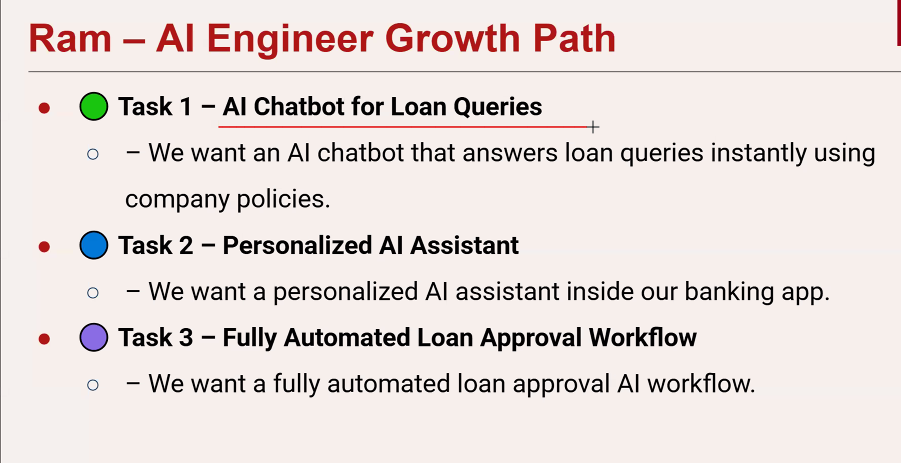 Ram – AI Engineer Growth Path
Task 1 – AI Chatbot for Loan Queries
– We want an AI chatbot that answers loan queries instantly using
company policies.
Task 2 – Personalized AI Assistant
– We want a personalized AI assistant inside our banking app.
Task 3 – Fully Automated Loan Approval Workflow
– We want a fully automated loan approval AI workflow.